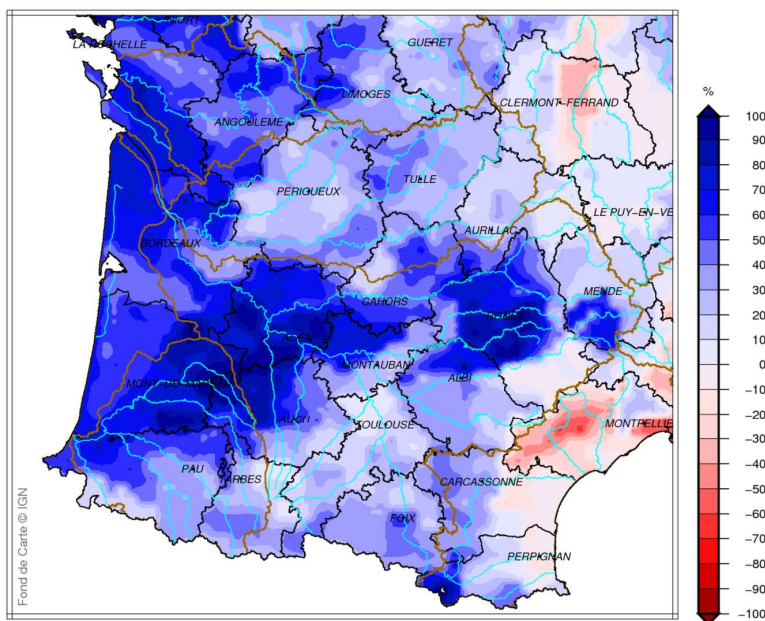 NIORT
LA ROCHELLE
GUERET
LIMOGES
CLERMONT-FERRAND
ANGOULEME
PERIGUEUX
TULLE
AURILLAC
LE PUY-EN-VE
BORDEAUX
MENDE
CAHORS
RODEZ
AGEN
MONTAUBAN
ALBI
MONT-DE-MARSAN
AUCH
TOULOUSE
MONTPELLIE
PAU
TARBES
CARCASSONNE
FOIX
PERPIGNAN
Fond de Carte © IGN
%
100
90
80
70
60
50
40
30
20
10
0
-10
-20
-30
-40
-50
-60
-70
-80
-90
-100